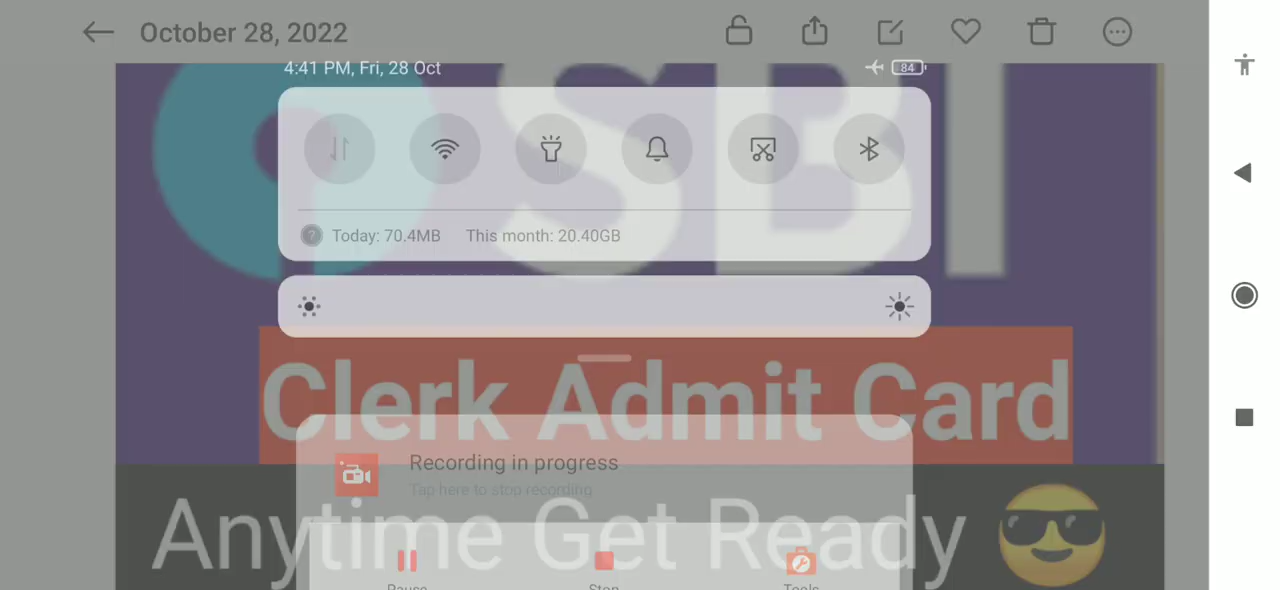 October 28, 2022
4:41 PM, Fri, 28 Oct
84
SBI
Today: 70.4MB This month: 20.40GB
Clerk Admit Card
Recording in progress
Tap here to stop recording
Anytime Get Ready
Pause Stop Tools